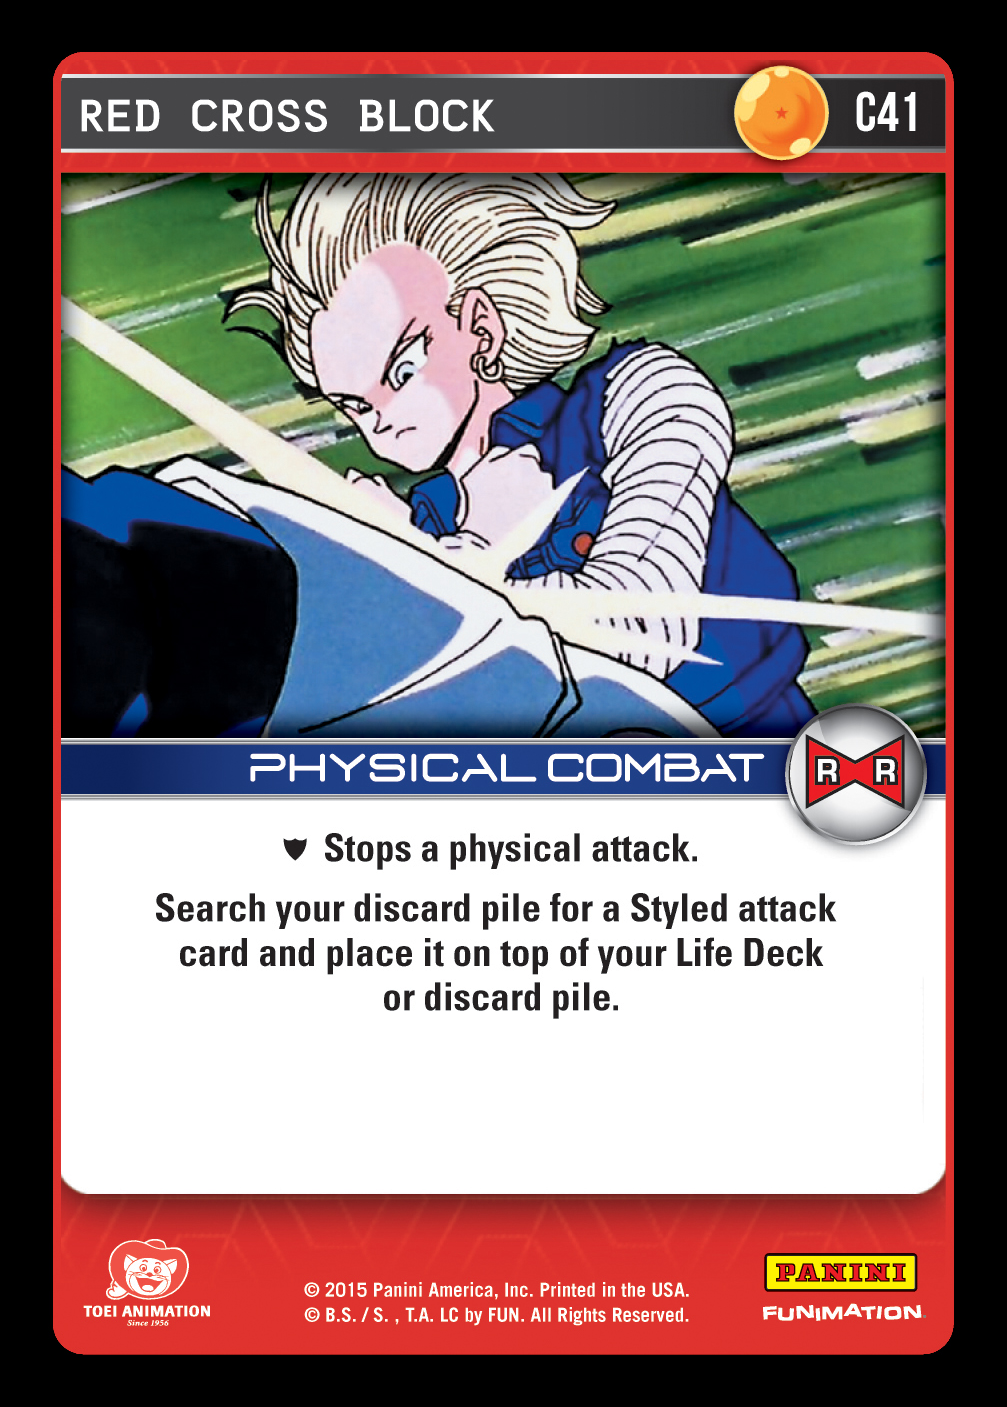 RED CROSS BLOCK
C41
PHYSICAL COMBAT
R R
Stops a physical attack.
Search your discard pile for a Styled attack
card and place it on top of your Life Deck
or discard pile.
TOEI ANIMATION
Since 1956
© 2015 Panini America, Inc. Printed in the USA.
© B.S. / S. , T.A. LC by FUN. All Rights Reserved.
PANINI
FUNIMATION